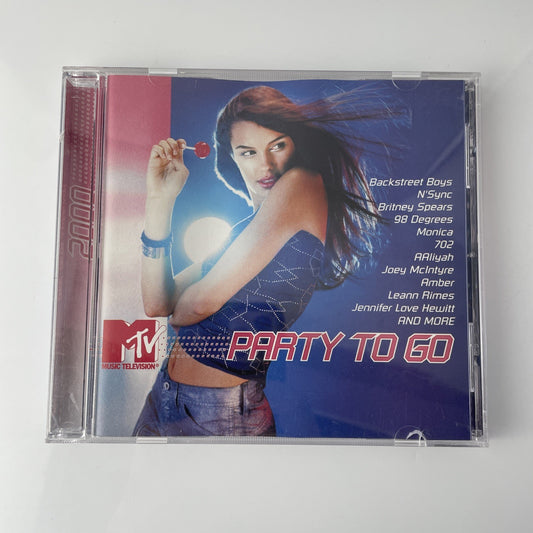 2000
Backstreet Boys
N'Sync
Britney Spears
98 Degrees
Monica
702
AAliyah
Joey McIntyre
Amber
Leann Rimes
Jennifer Love Hewitt
AND MORE
MTV
MUSIC TELEVISION®
PARTY TO GO